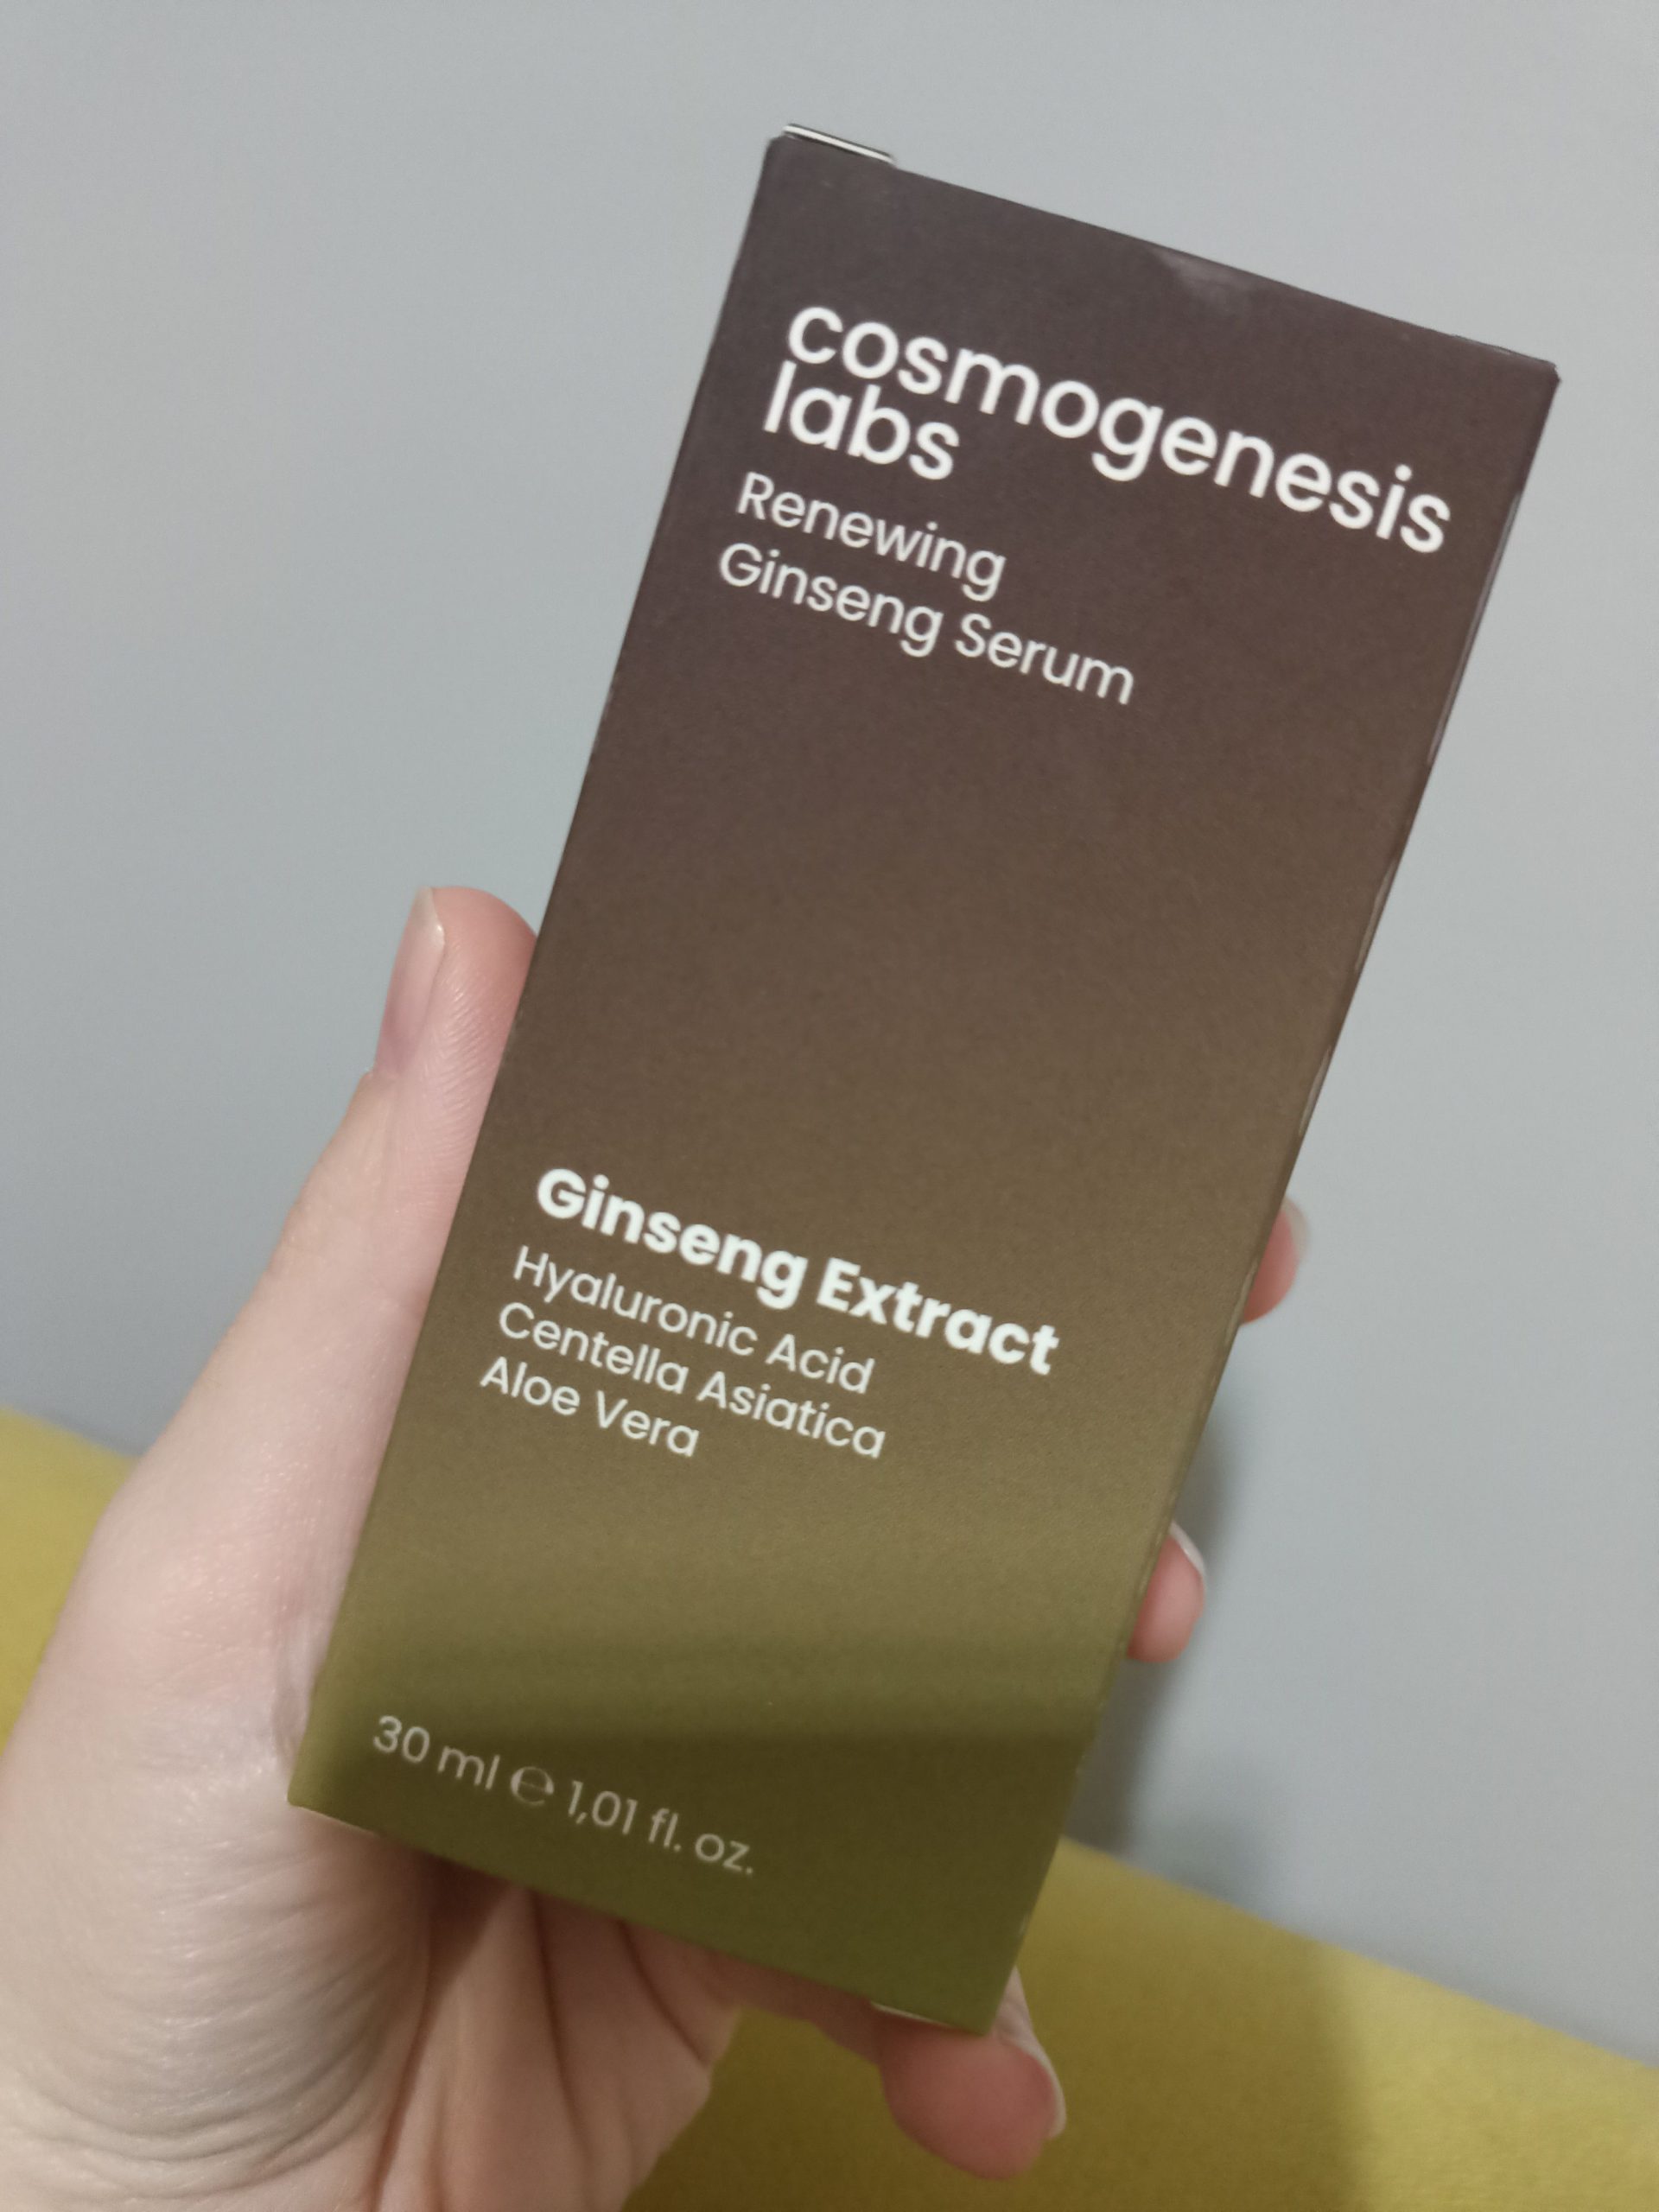 cosmogenesis
labs
Renewing
Ginseng Serum
Ginseng Extract
Hyaluronic Acid
Centella Asiatica
Aloe Vera
30 ml ℮ 1,01 fl. oz.